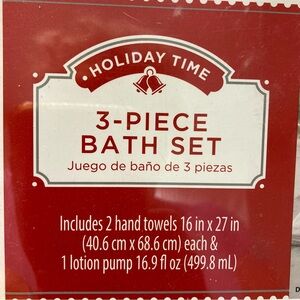 HOLIDAY TIME
3-PIECE
BATH SET
Juego de baño de 3 piezas
Includes 2 hand towels 16 in x 27 in
(40.6 cm x 68.6 cm) each &
1 lotion pump 16.9 fl oz (499.8 mL)